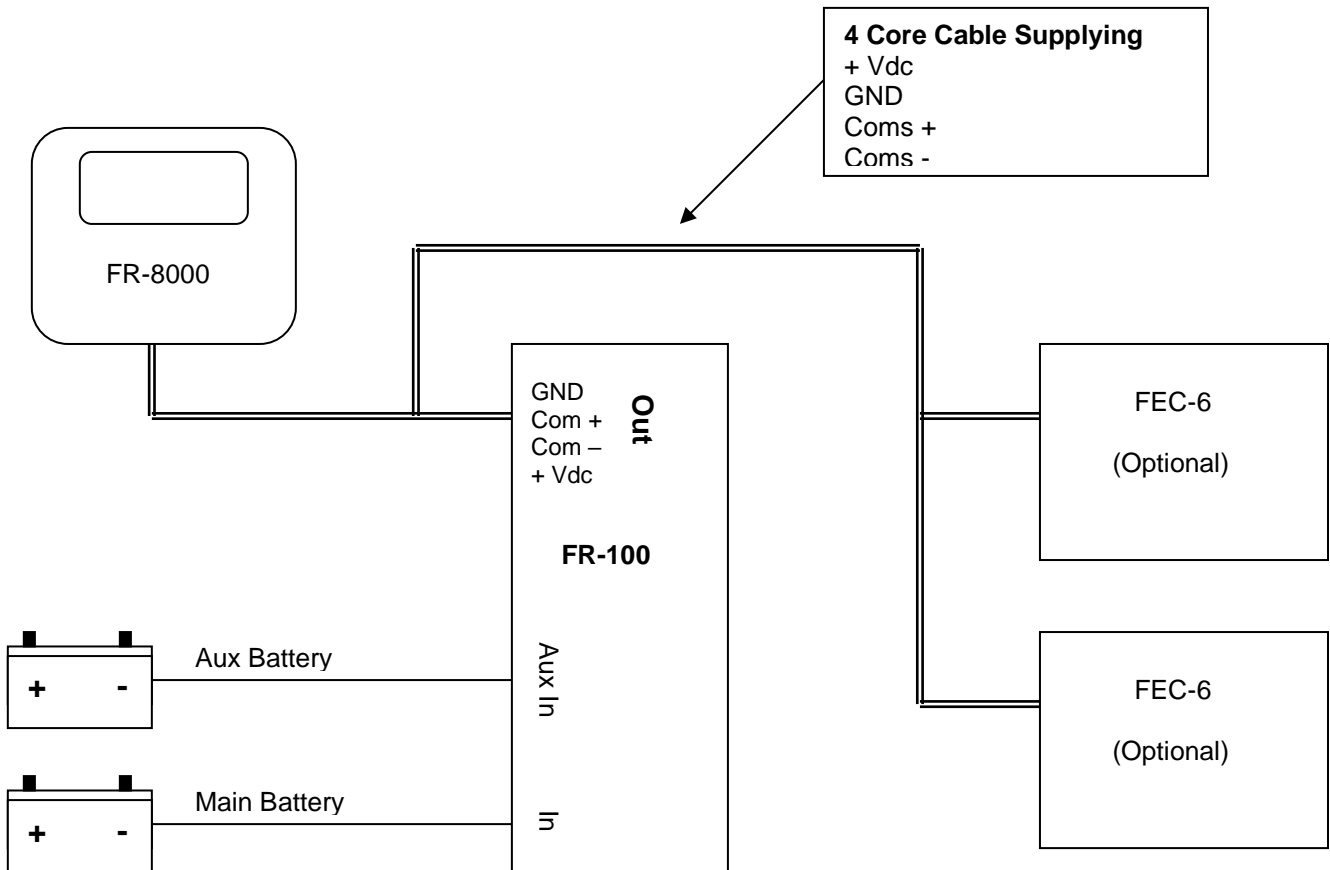 4 Core Cable Supplying
+ Vdc
GND
Coms +
Coms -
FR-8000
GND
Com +
Com –
+ Vdc
Out
FR-100
Aux In
In
FEC-6
(Optional)
FEC-6
(Optional)
Aux Battery
+ -
Main Battery
+ -